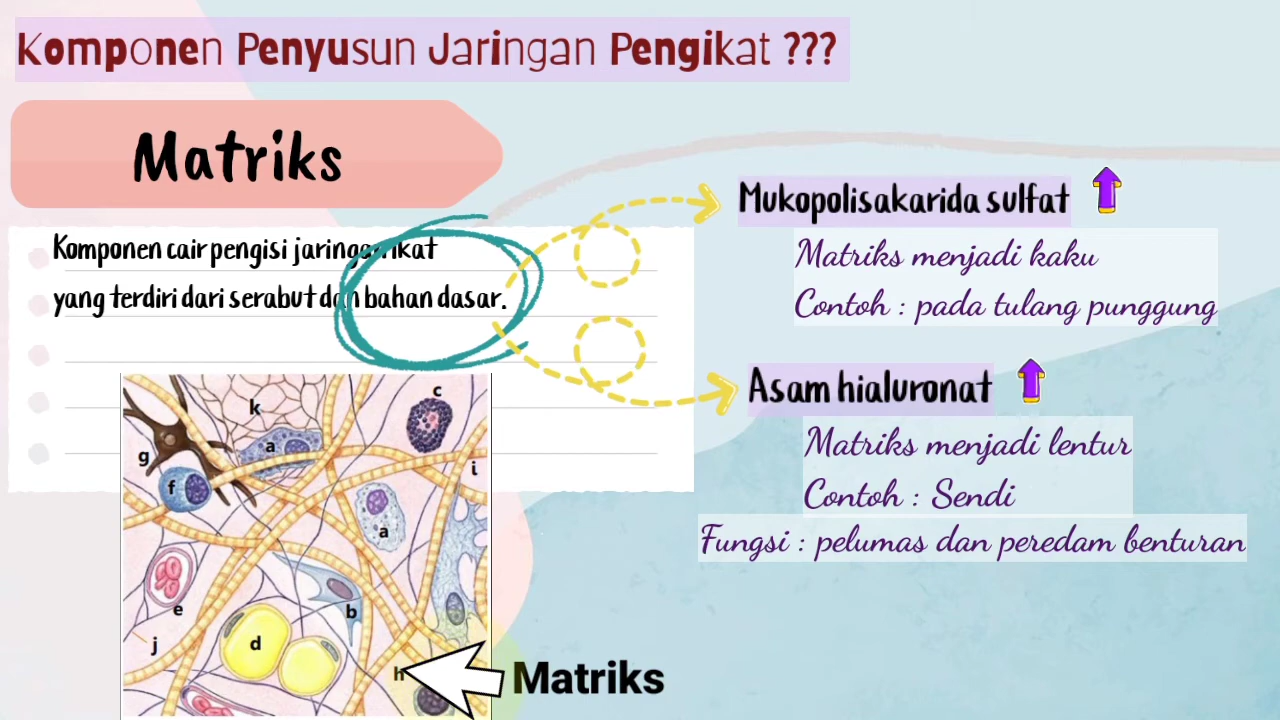 Komponen Penyusun Jaringan Pengikat ???
Matriks
Komponen cair pengisi jaringan ikat
yang terdiri dari serabut dan bahan dasar.
Mukopolisakarida sulfat
Matriks menjadi kaku
Contoh : pada tulang punggung
Asam hialuronat
Matriks menjadi lentur
Contoh : Sendi
Fungsi : pelumas dan peredam benturan
c
k
a
g
i
f
a
e
b
j
d
h
Matriks